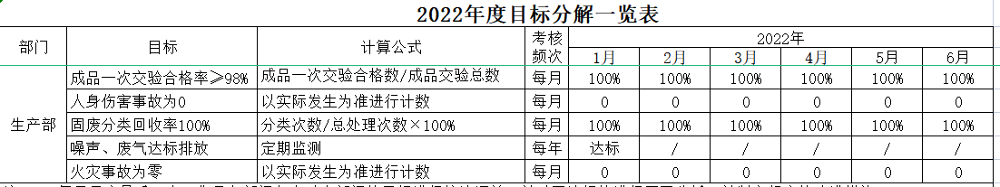 2022年度目标分解一览表
部门 目标 计算公式 考核频次 2022年
1月 2月 3月 4月 5月 6月
生产部
成品一次交验合格率≥98% 成品一次交验合格数/成品交验总数 每月 100% 100% 100% 100% 100% 100%
人身伤害事故为0 以实际发生为准进行计数 每月 0 0 0 0 0 0
固废分类回收率100% 分类次数/总处理次数×100% 每月 100% 100% 100% 100% 100% 100%
噪声、废气达标排放 定期监测 每年 达标 / / / / /
火灾事故为零 以实际发生为准进行计数 每月 0 0 0 0 0 0